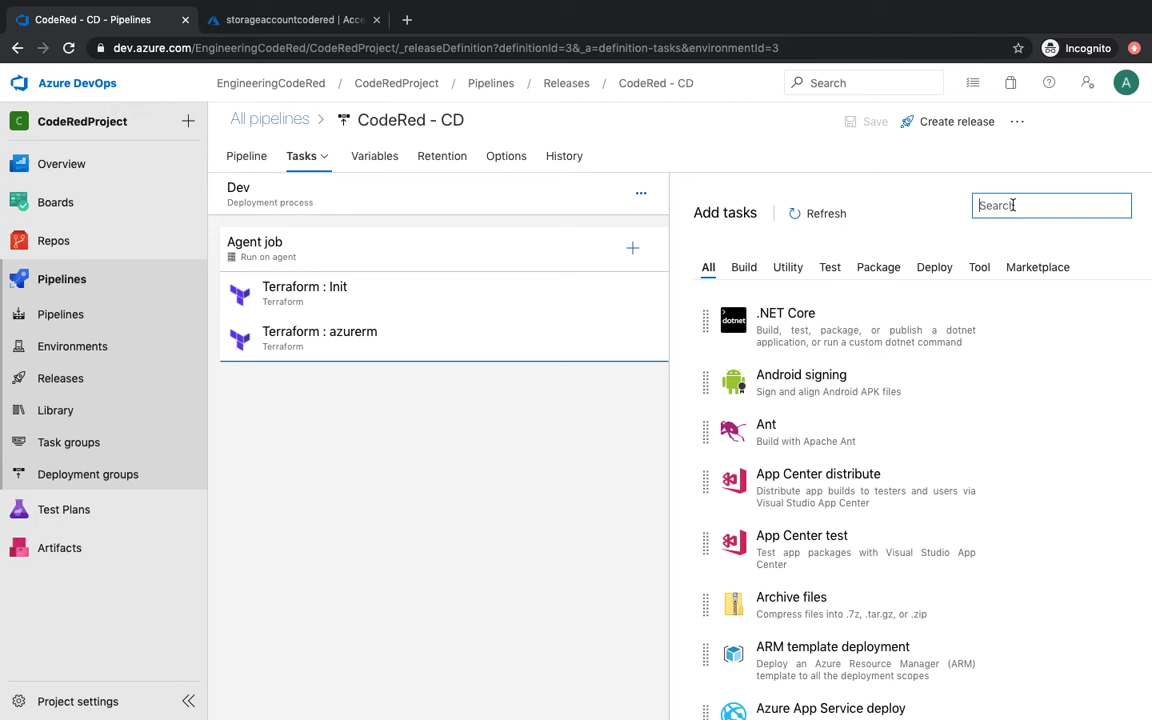 CodeRed - CD - Pipelines
storageaccountcodered | Acce
dev.azure.com/EngineeringCodeRed/CodeRedProject/_releaseDefinition?definitionId=3&_a=definition-tasks&environmentId=3
Incognito
Azure DevOps
EngineeringCodeRed / CodeRedProject / Pipelines / Releases / CodeRed - CD
Search
A
C
CodeRedProject
All pipelines > CodeRed - CD
Save
Create release
Overview
Boards
Repos
Pipelines
Pipelines
Environments
Releases
Library
Task groups
Deployment groups
Test Plans
Artifacts
Project settings
Pipeline
Tasks
Variables
Retention
Options
History
Dev
Deployment process
Agent job
Run on agent
Terraform : Init
Terraform
Terraform : azurerm
Terraform
Add tasks
Refresh
Search
All
Build
Utility
Test
Package
Deploy
Tool
Marketplace
dotnet
.NET Core
Build, test, package, or publish a dotnet
application, or run a custom dotnet command
Android signing
Sign and align Android APK files
Ant
Build with Apache Ant
App Center distribute
Distribute app builds to testers and users via
Visual Studio App Center
App Center test
Test app packages with Visual Studio App
Center
Archive files
Compress files into .7z, .tar.gz, or .zip
ARM template deployment
Deploy an Azure Resource Manager (ARM)
template to all the deployment scopes
Azure App Service deploy